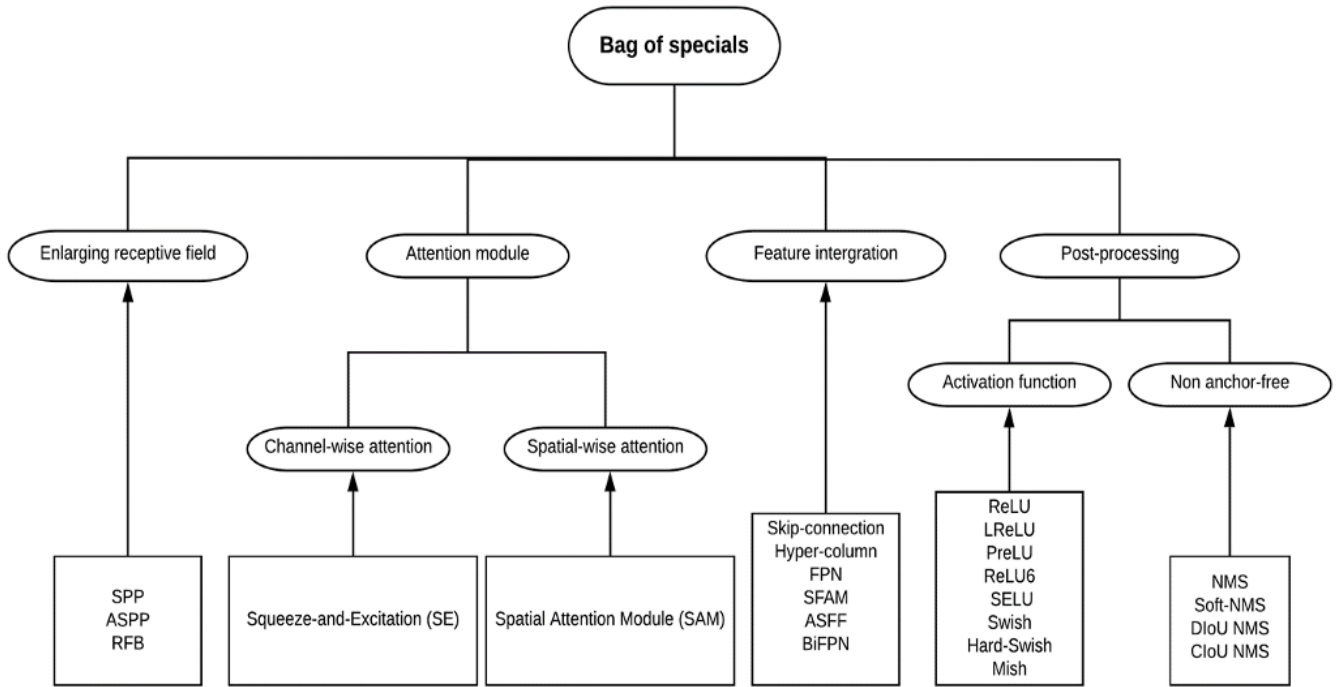 Bag of specials
Enlarging receptive field
Attention module
Feature intergration
Post-processing
Activation function
Non anchor-free
Channel-wise attention
Spatial-wise attention
SPP
ASPP
RFB
Squeeze-and-Excitation (SE)
Spatial Attention Module (SAM)
Skip-connection
Hyper-column
FPN
SFAM
ASFF
BiFPN
ReLU
LReLU
PreLU
ReLU6
SELU
Swish
Hard-Swish
Mish
NMS
Soft-NMS
DIoU NMS
CIoU NMS